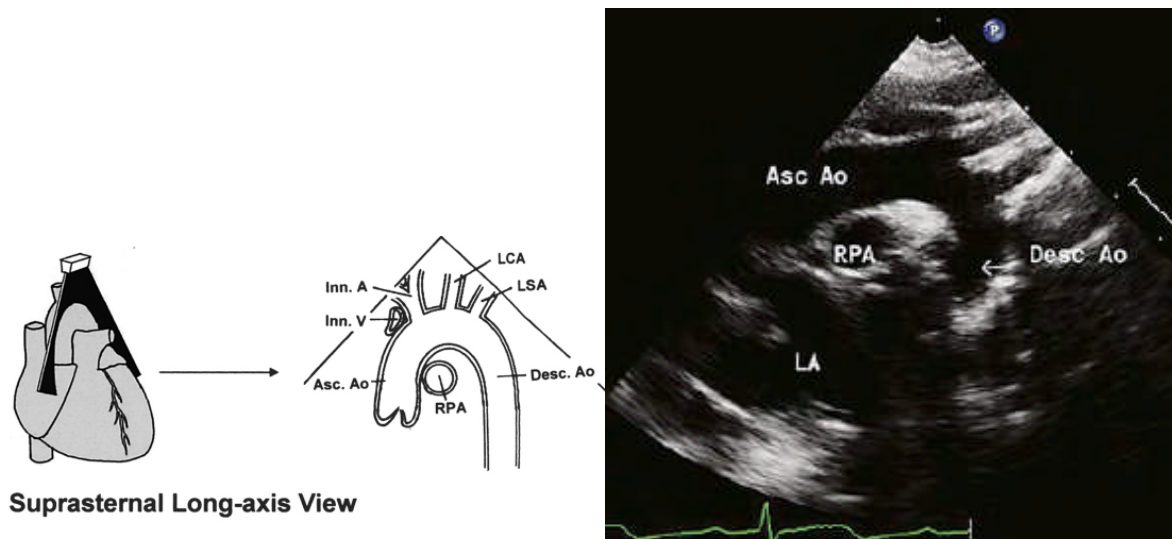 LCA
Inn. A
LSA
Inn. V
Asc. Ao
Desc. Ao
RPA
Suprasternal Long-axis View
P
Asc Ao
RPA
Desc Ao
LA